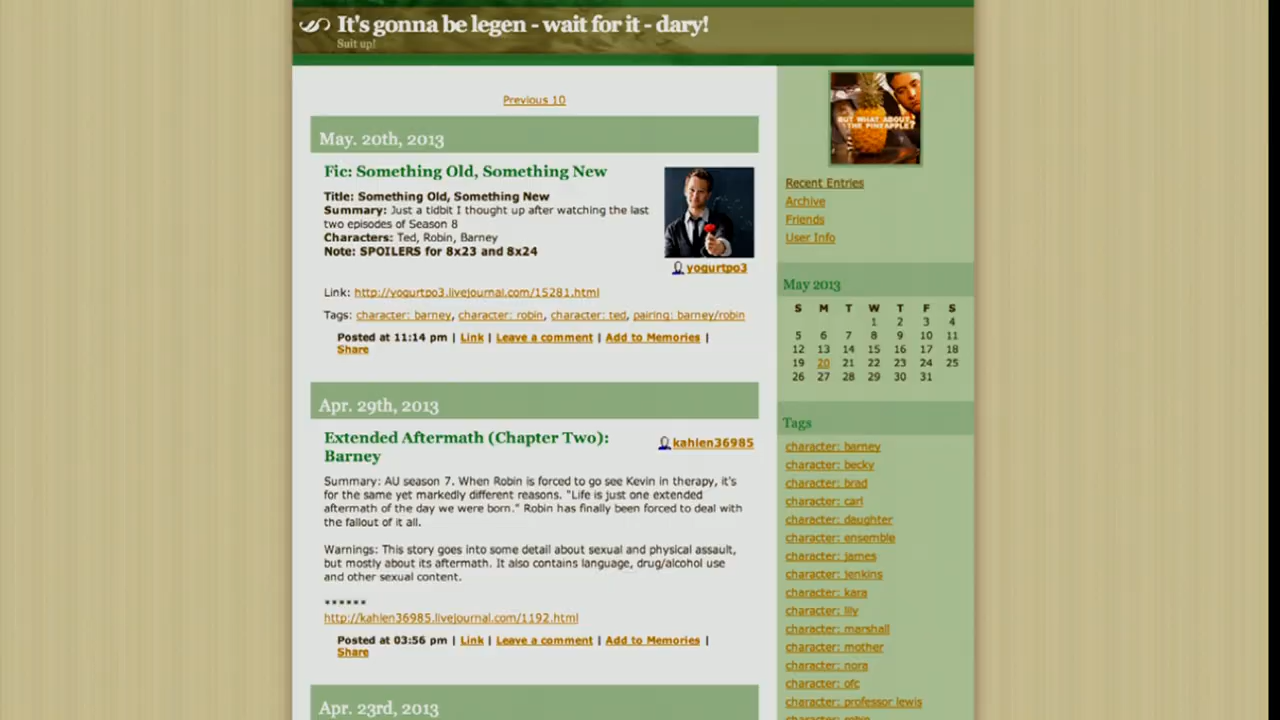 It's gonna be legen - wait for it - dary!
Suit up!
Previous 10
May. 20th, 2013
Fic: Something Old, Something New
Title: Something Old, Something New
Summary: Just a tidbit I thought up after watching the last
two episodes of Season 8
Characters: Ted, Robin, Barney
Note: SPOILERS for 8x23 and 8x24
yogurtpo3
Link: http://yogurtpo3.livejournal.com/15281.html
Tags: character: barney, character: robin, character: ted, pairing: barney/robin
Posted at 11:14 pm | Link | Leave a comment | Add to Memories |
Share
Apr. 29th, 2013
Extended Aftermath (Chapter Two):
Barney
kahlen36985
Summary: AU season 7. When Robin is forced to go see Kevin in therapy, it's
for the same yet markedly different reasons. "Life is just one extended
aftermath of the day we were born." Robin has finally been forced to deal with
the fallout of it all.
Warnings: This story goes into some detail about sexual and physical assault,
but mostly about its aftermath. It also contains language, drug/alcohol use
and other sexual content.
******
http://kahlen36985.livejournal.com/1192.html
Posted at 03:56 pm | Link | Leave a comment | Add to Memories |
Share
Apr. 23rd, 2013
BUT WHAT ABOUT
THE PINEAPPLE?
Recent Entries
Archive
Friends
User Info
May 2013
S M T W T F S
1 2 3 4
5 6 7 8 9 10 11
12 13 14 15 16 17 18
19 20 21 22 23 24 25
26 27 28 29 30 31
Tags
character: barney
character: becky
character: brad
character: carl
character: daughter
character: ensemble
character: james
character: jenkins
character: kara
character: lily
character: marshall
character: mother
character: nora
character: ofc
character: professor lewis